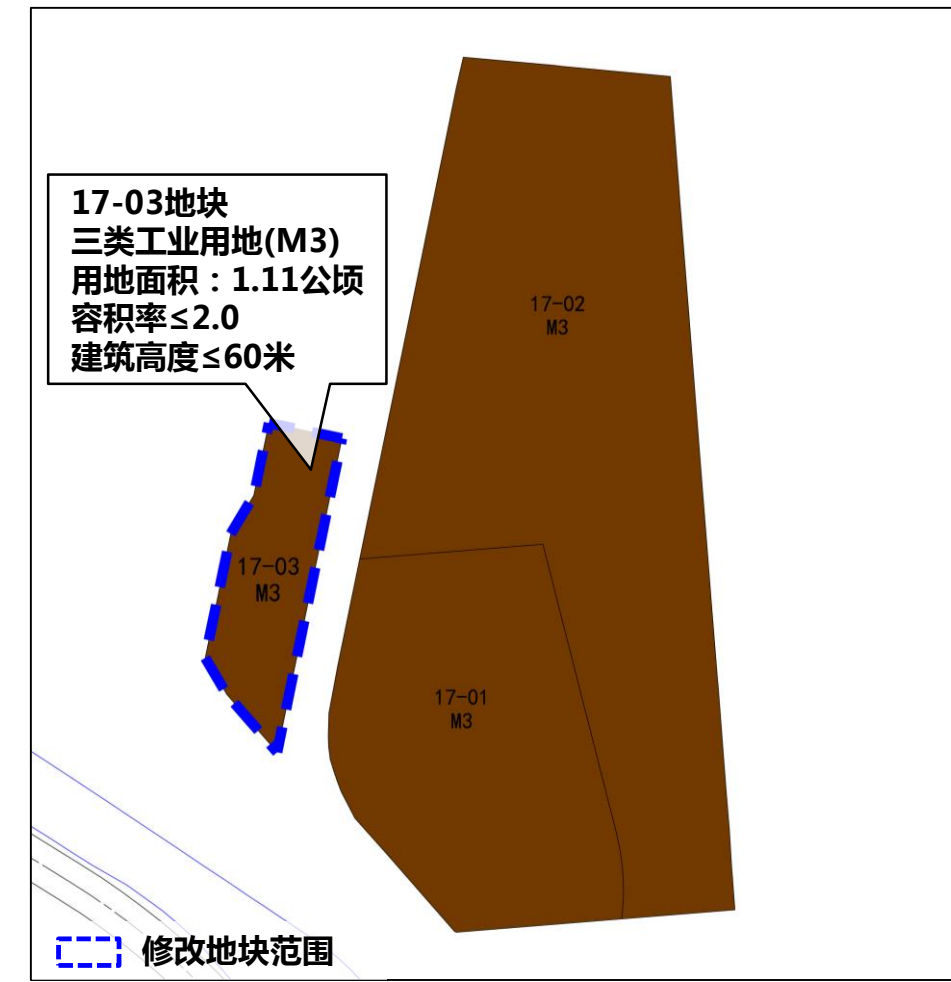 17-03地块
三类工业用地(M3)
用地面积：1.11公顷
容积率≤2.0
建筑高度≤60米
17-02
M3
17-03
M3
17-01
M3
修改地块范围